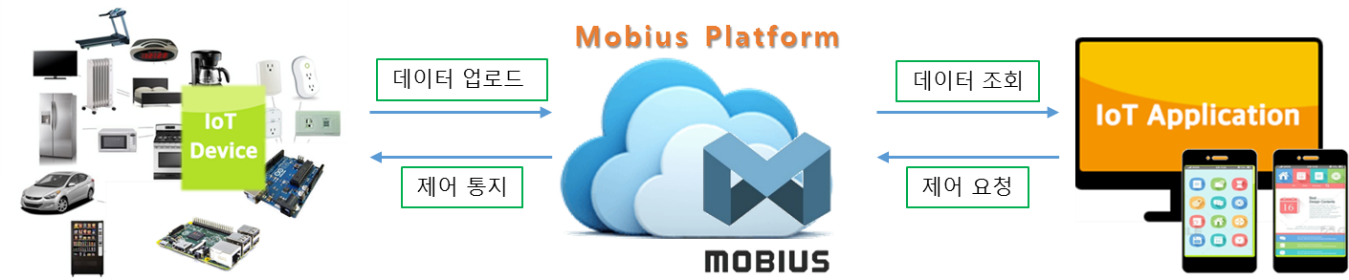 Mobius Platform
데이터 업로드
제어 통지
IoT
Device
MOBIUS
데이터 조회
제어 요청
IoT Application
16